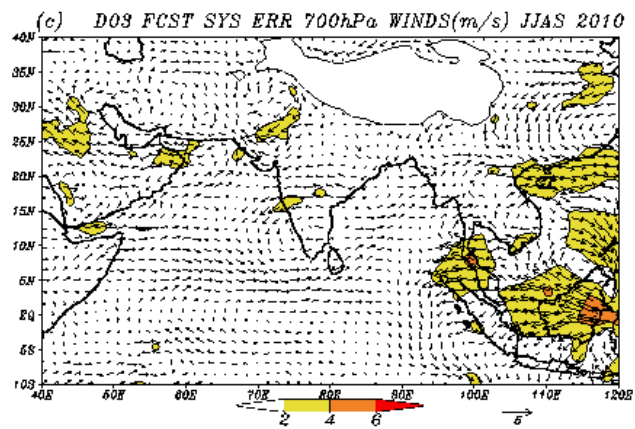 (c) D03 FCST SYS ERR 700hPa WINDS(m/s) JJAS 2010
40N
35N
30N
25N
20N
15N
10N
5N
EQ
5S
10S
40E 50E 60E 70E 80E 90E 100E 110E 120E
2 4 6
5